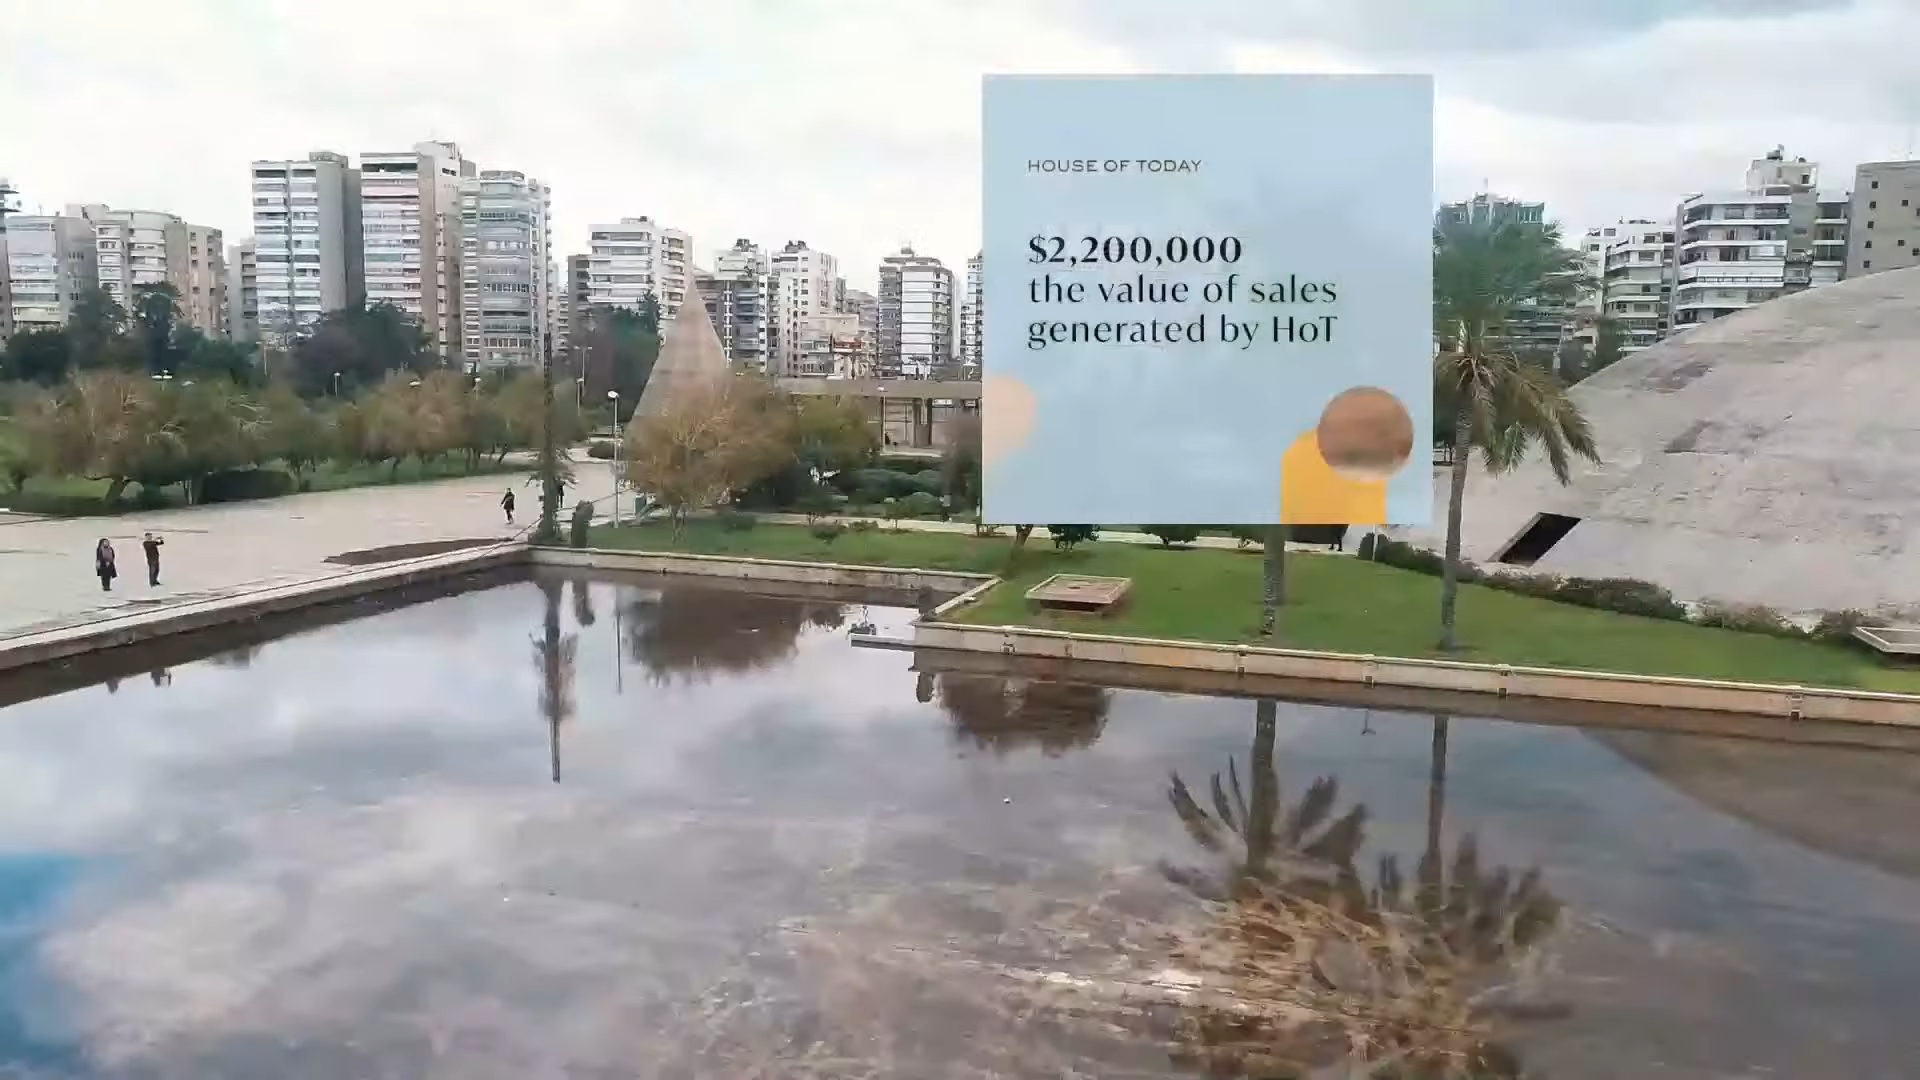 HOUSE OF TODAY
$2,200,000
the value of sales
generated by HoT